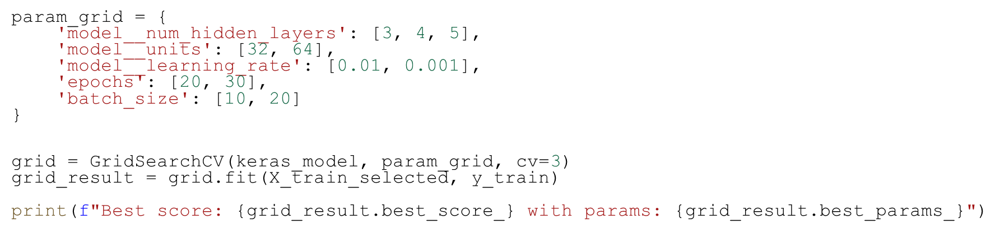 param_grid = {
    'model__num_hidden_layers': [3, 4, 5],
    'model__units': [32, 64],
    'model__learning_rate': [0.01, 0.001],
    'epochs': [20, 30],
    'batch_size': [10, 20]
}
grid = GridSearchCV(keras_model, param_grid, cv=3)
grid_result = grid.fit(X_train_selected, y_train)
print(f"Best score: {grid_result.best_score_} with params: {grid_result.best_params_}")